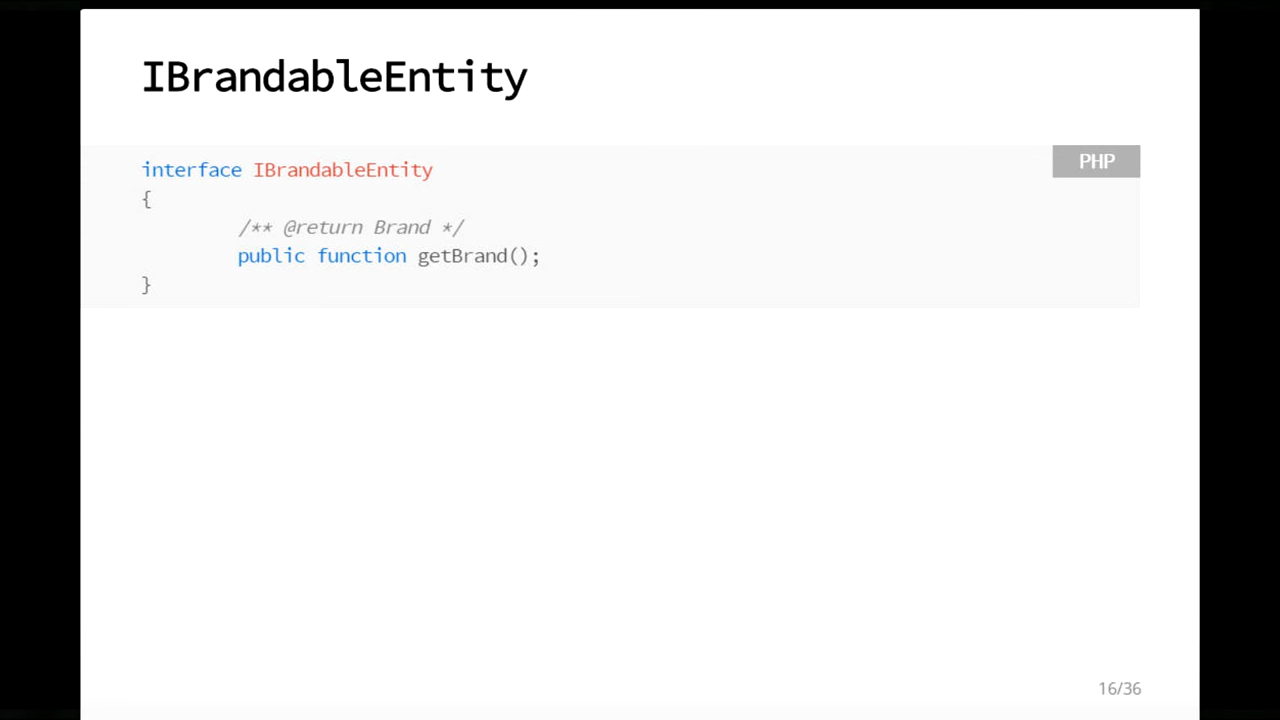 IBrandableEntity
PHP
interface IBrandableEntity
{
/** @return Brand */
public function getBrand();
}
16/36